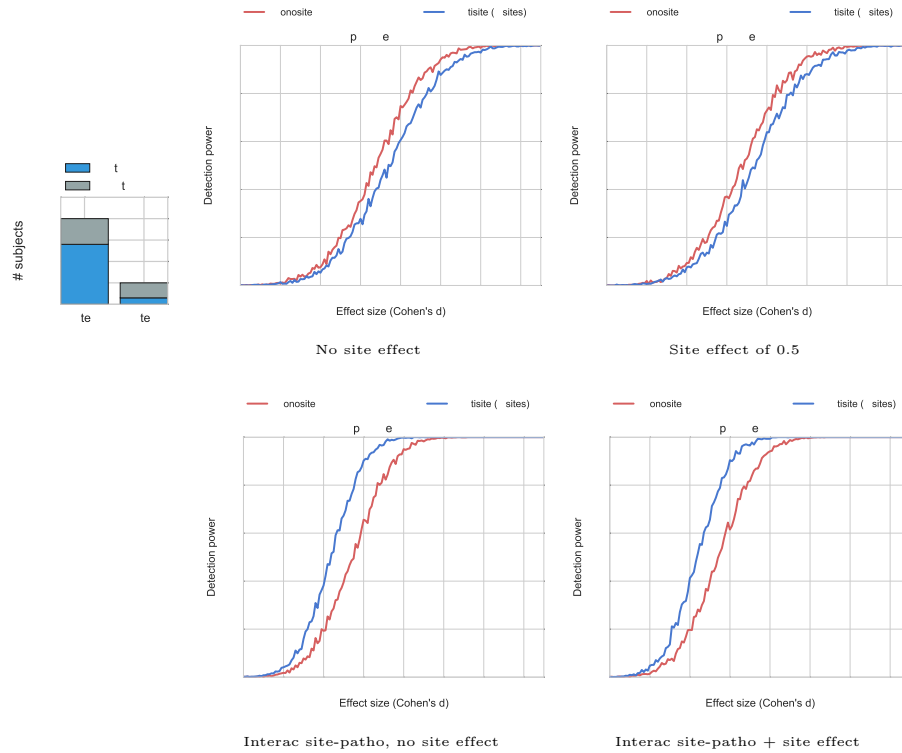 onosite tisite ( sites)
p e
Detection power
Effect size (Cohen's d)
No site effect
onosite tisite ( sites)
p e
Detection power
Effect size (Cohen's d)
Site effect of 0.5
t
t
# subjects
te te
onosite tisite ( sites)
p e
Detection power
Effect size (Cohen's d)
Interac site-patho, no site effect
onosite tisite ( sites)
p e
Detection power
Effect size (Cohen's d)
Interac site-patho + site effect